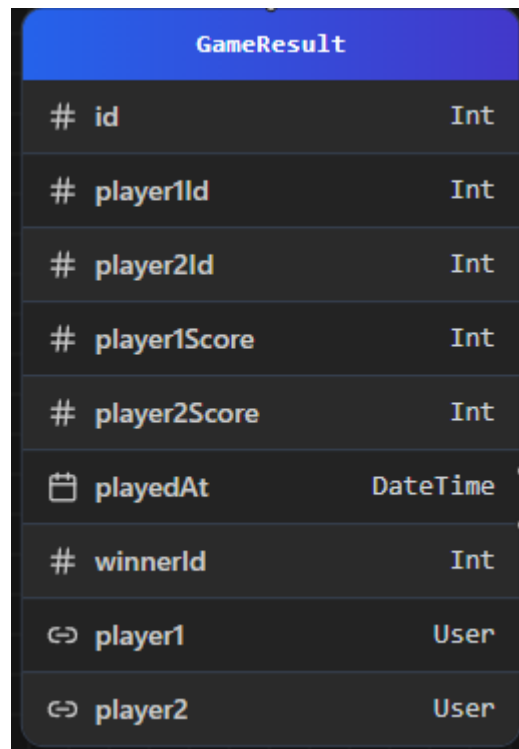 GameResult
# id Int
# player1Id Int
# player2Id Int
# player1Score Int
# player2Score Int
playedAt DateTime
# winnerId Int
player1 User
player2 User